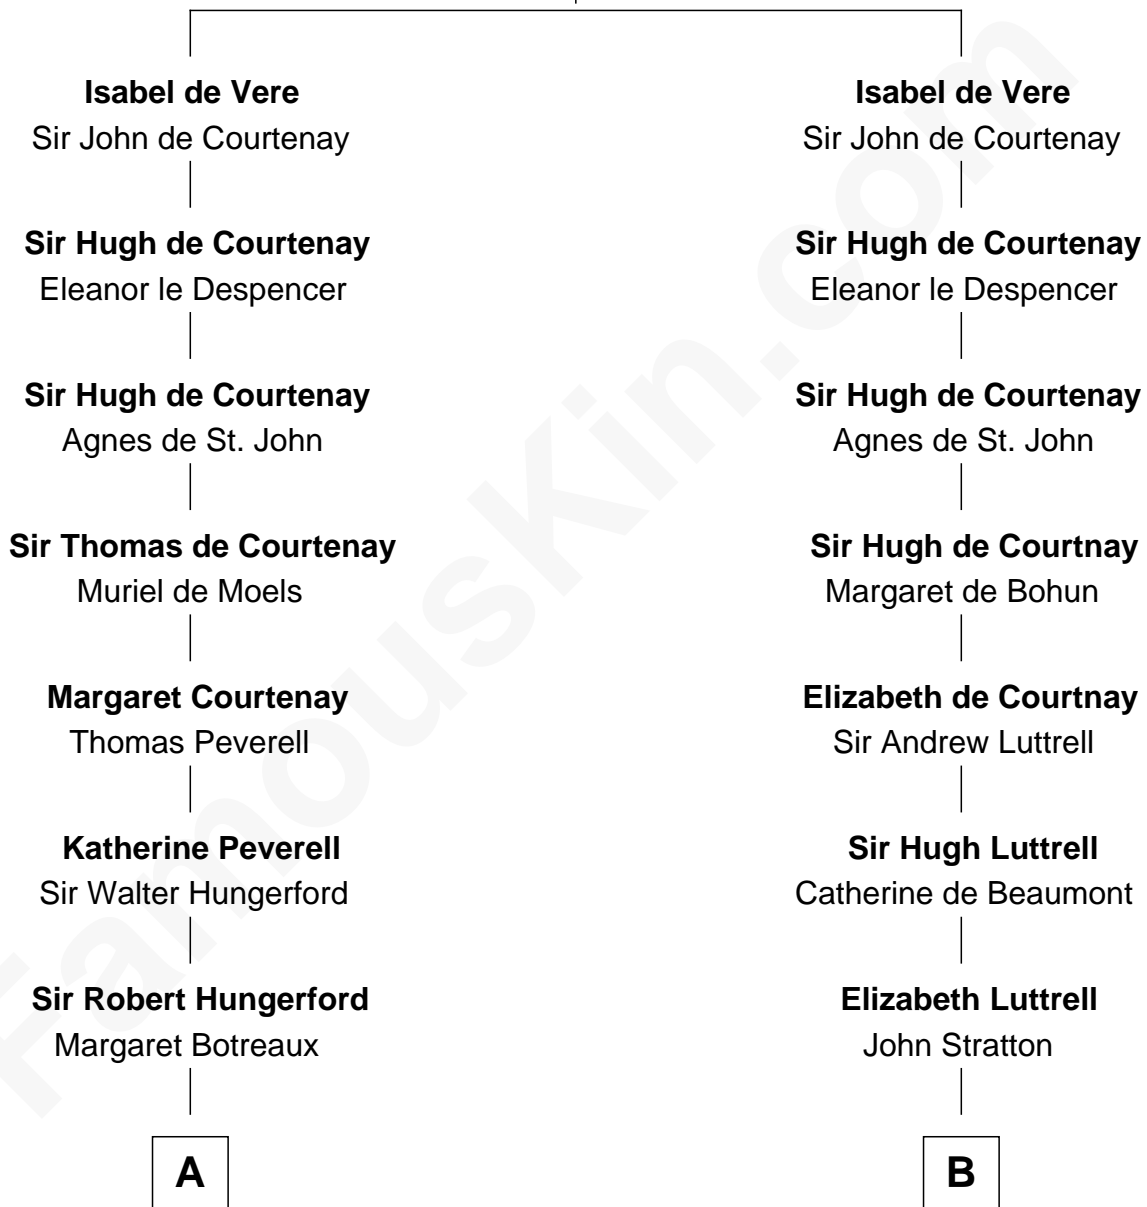 Isabel de Vere
Sir John de Courtenay
Sir Hugh de Courtenay
Eleanor le Despencer
Sir Hugh de Courtenay
Agnes de St. John
Sir Thomas de Courtenay
Muriel de Moels
Margaret Courtenay
Thomas Peverell
Katherine Peverell
Sir Walter Hungerford
Sir Robert Hungerford
Margaret Botreaux
A
Isabel de Vere
Sir John de Courtenay
Sir Hugh de Courtenay
Eleanor le Despencer
Sir Hugh de Courtenay
Agnes de St. John
Sir Hugh de Courtnay
Margaret de Bohun
Elizabeth de Courtnay
Sir Andrew Luttrell
Sir Hugh Luttrell
Catherine de Beaumont
Elizabeth Luttrell
John Stratton
B
FamousKin.com